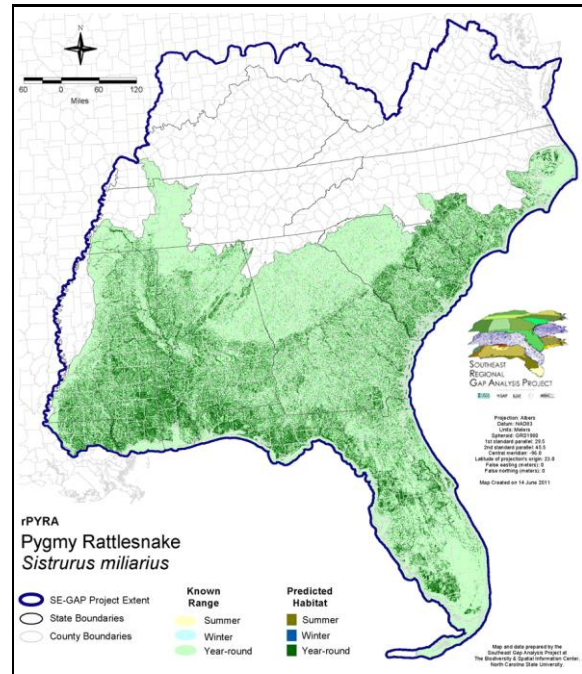 N
60 0 60 120
Miles
SOUTHEAST
REGIONAL
GAP ANALYSIS PROJECT
Projection: Albers
Datum: NAD83
Units: Meters
Spheroid: GRS1980
1st standard parallel: 29.5
2nd standard parallel: 45.5
Central meridian: -96.0
Latitude of projection's origin: 23.0
False easting (meters): 0
False northing (meters): 0
Map Created on 14 June 2011
rPYRA
Pygmy Rattlesnake
Sistrurus miliarius
SE-GAP Project Extent
State Boundaries
County Boundaries
Known
Range
Summer
Winter
Year-round
Predicted
Habitat
Summer
Winter
Year-round
Map and data prepared by the
Southeast Gap Analysis Project at
The Biodiversity & Spatial Information Center,
North Carolina State University.